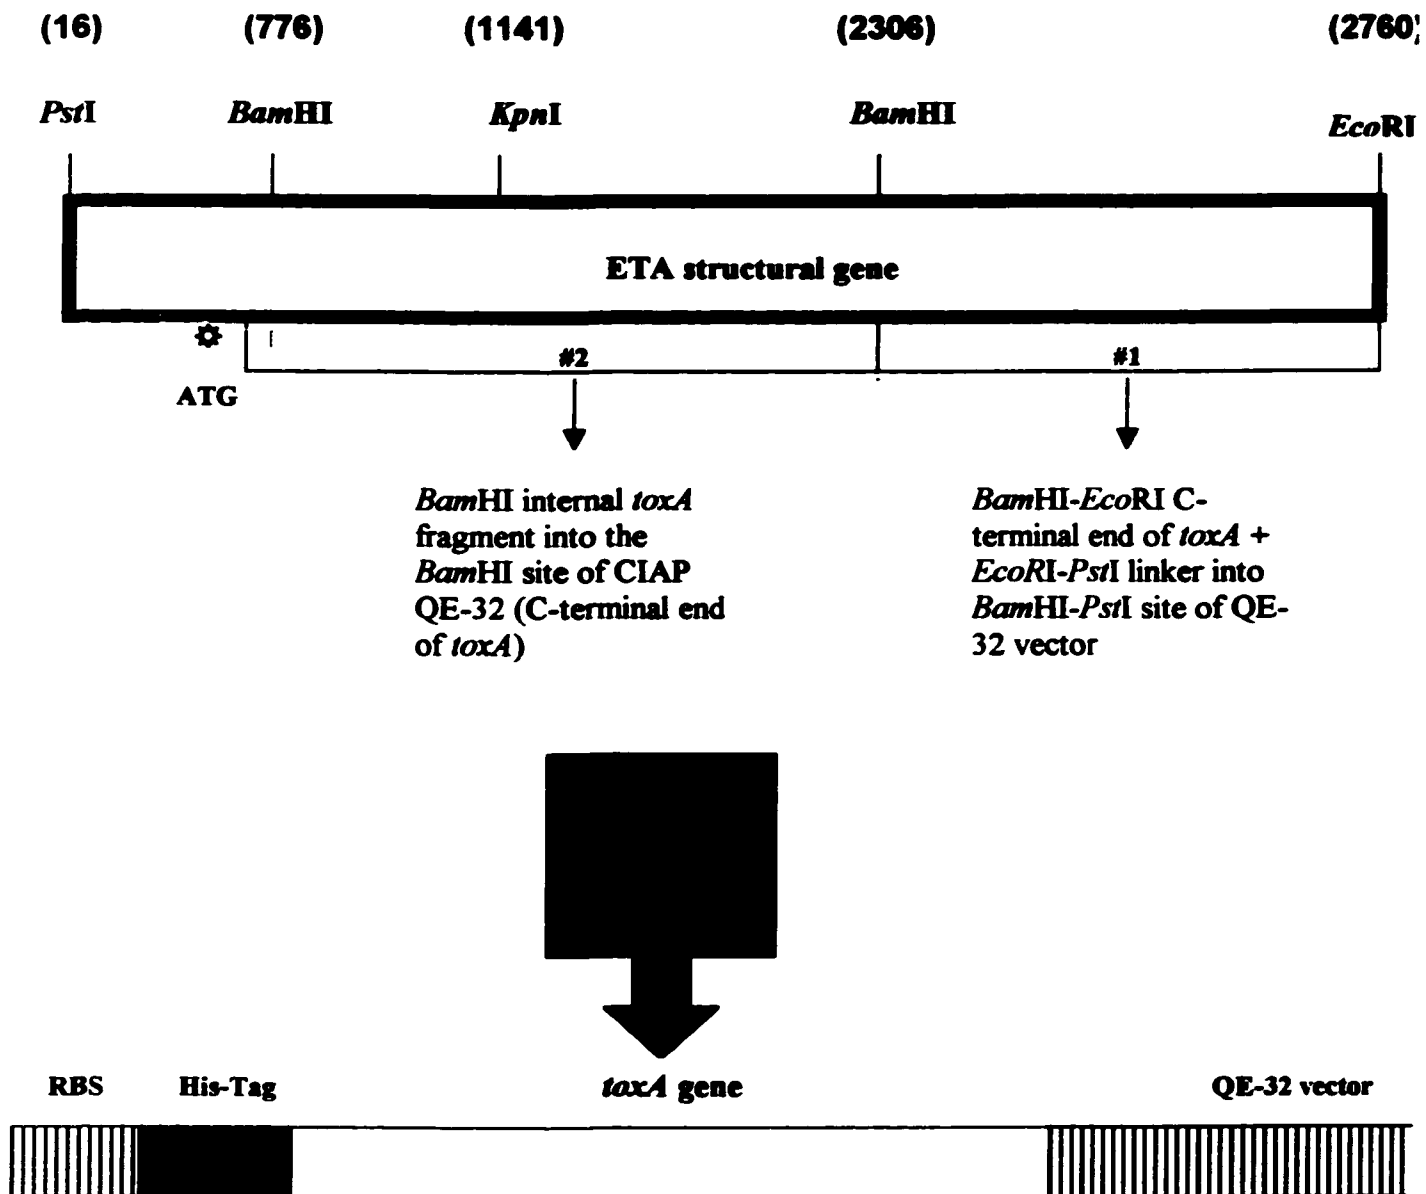 (16) (776) (1141) (2306) (2760)
PstI BamHI KpnI BamHI EcoRI
ETA structural gene
#2 #1
ATG
BamHI internal toxA
fragment into the
BamHI site of CIAP
QE-32 (C-terminal end
of toxA)
BamHI-EcoRI C-
terminal end of toxA +
EcoRI-PstI linker into
BamHI-PstI site of QE-
32 vector
RBS His-Tag toxA gene QE-32 vector